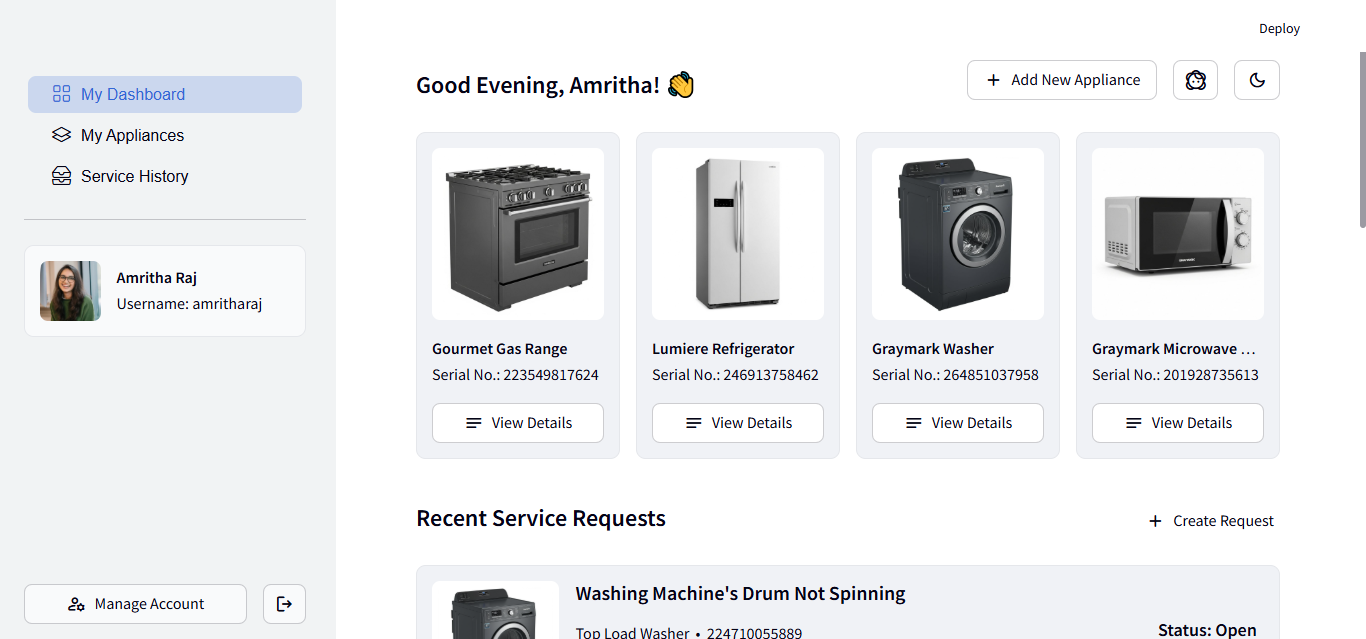 Deploy
My Dashboard
My Appliances
Service History
Amritha Raj
Username: amritharaj
Manage Account
Good Evening, Amritha! 👋
Add New Appliance
Gourmet Gas Range
Serial No.: 223549817624
View Details
Lumiere Refrigerator
Serial No.: 246913758462
View Details
Graymark Washer
Serial No.: 264851037958
View Details
Graymark Microwave …
Serial No.: 201928735613
View Details
Recent Service Requests
Create Request
Washing Machine's Drum Not Spinning
Top Load Washer • 224710055889
Status: Open